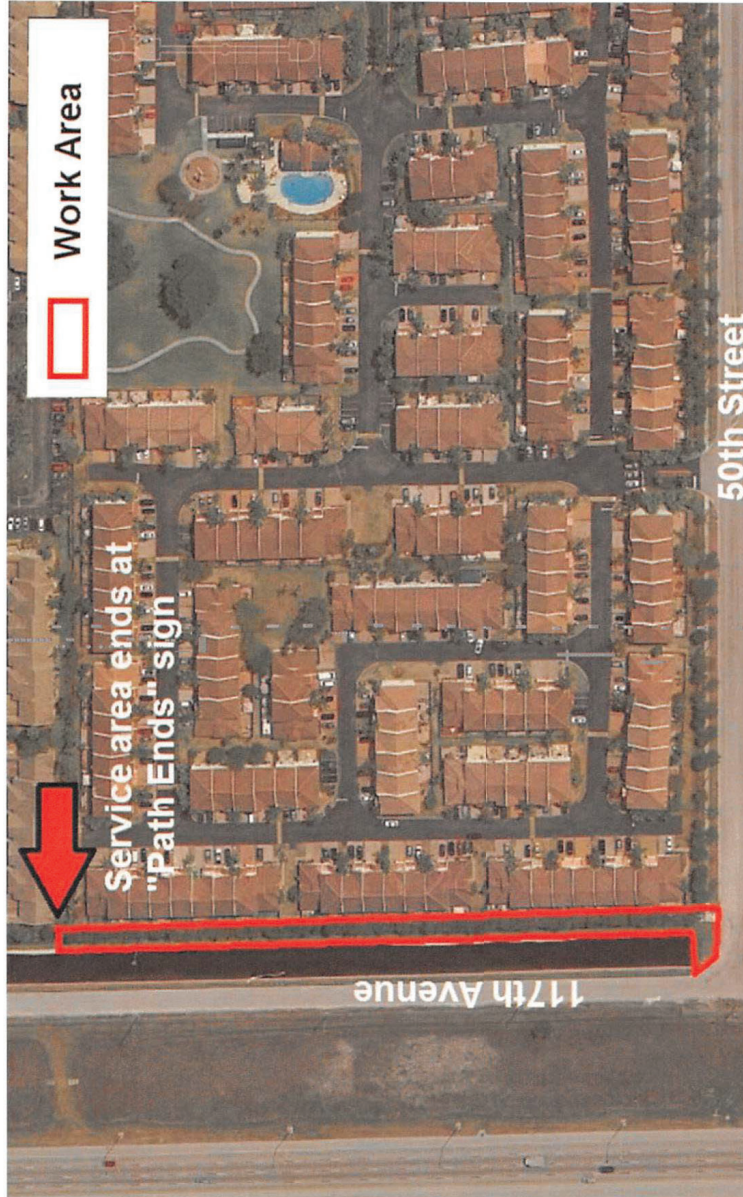 Work Area
Service area ends at
"Path Ends" sign
50th Street
117th Avenue